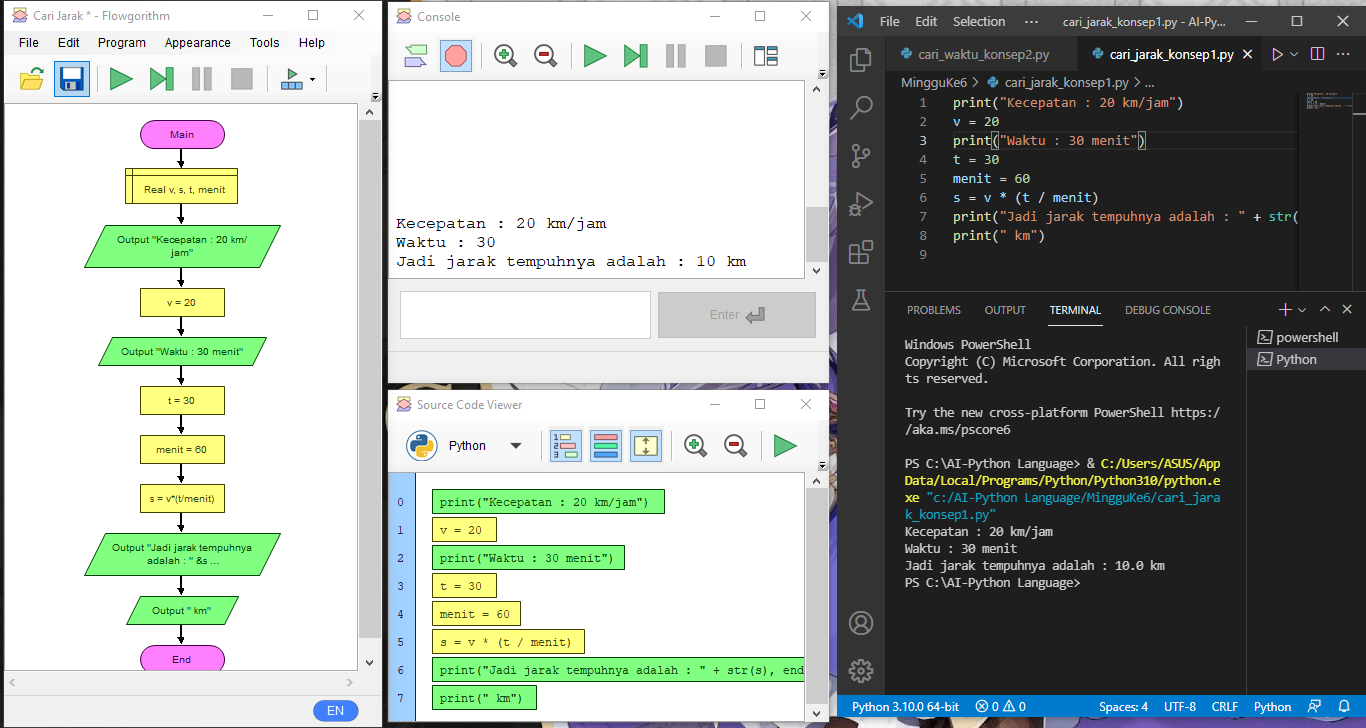 Cari Jarak * - Flowgorithm
File Edit Program Appearance Tools Help
Main
Real v, s, t, menit
Output "Kecepatan : 20 km/
jam"
v = 20
Output "Waktu : 30 menit"
t = 30
menit = 60
s = v*(t/menit)
Output "Jadi jarak tempuhnya
adalah : " &s ...
Output " km"
End
EN
Console
Kecepatan : 20 km/jam
Waktu : 30
Jadi jarak tempuhnya adalah : 10 km
Enter
Source Code Viewer
Python
1
2
3
0 print("Kecepatan : 20 km/jam")
1 v = 20
2 print("Waktu : 30 menit")
3 t = 30
4 menit = 60
5 s = v * (t / menit)
6 print("Jadi jarak tempuhnya adalah : " + str(s), end
7 print(" km")
File Edit Selection ··· cari_jarak_konsep1.py - AI-Py...
cari_waktu_konsep2.py cari_jarak_konsep1.py
MingguKe6 > cari_jarak_konsep1.py > ...
1 print("Kecepatan : 20 km/jam")
2 v = 20
3 print("Waktu : 30 menit")
4 t = 30
5 menit = 60
6 s = v * (t / menit)
7 print("Jadi jarak tempuhnya adalah : " + str(
8 print(" km")
9
PROBLEMS OUTPUT TERMINAL DEBUG CONSOLE
powershell
Python
Windows PowerShell
Copyright (C) Microsoft Corporation. All righ
ts reserved.
Try the new cross-platform PowerShell https:/
/aka.ms/pscore6
PS C:\AI-Python Language> & C:/Users/ASUS/App
Data/Local/Programs/Python/Python310/python.e
xe "c:/AI-Python Language/MingguKe6/cari_jara
k_konsep1.py"
Kecepatan : 20 km/jam
Waktu : 30 menit
Jadi jarak tempuhnya adalah : 10.0 km
PS C:\AI-Python Language>
Python 3.10.0 64-bit 0 0 Spaces: 4 UTF-8 CRLF Python